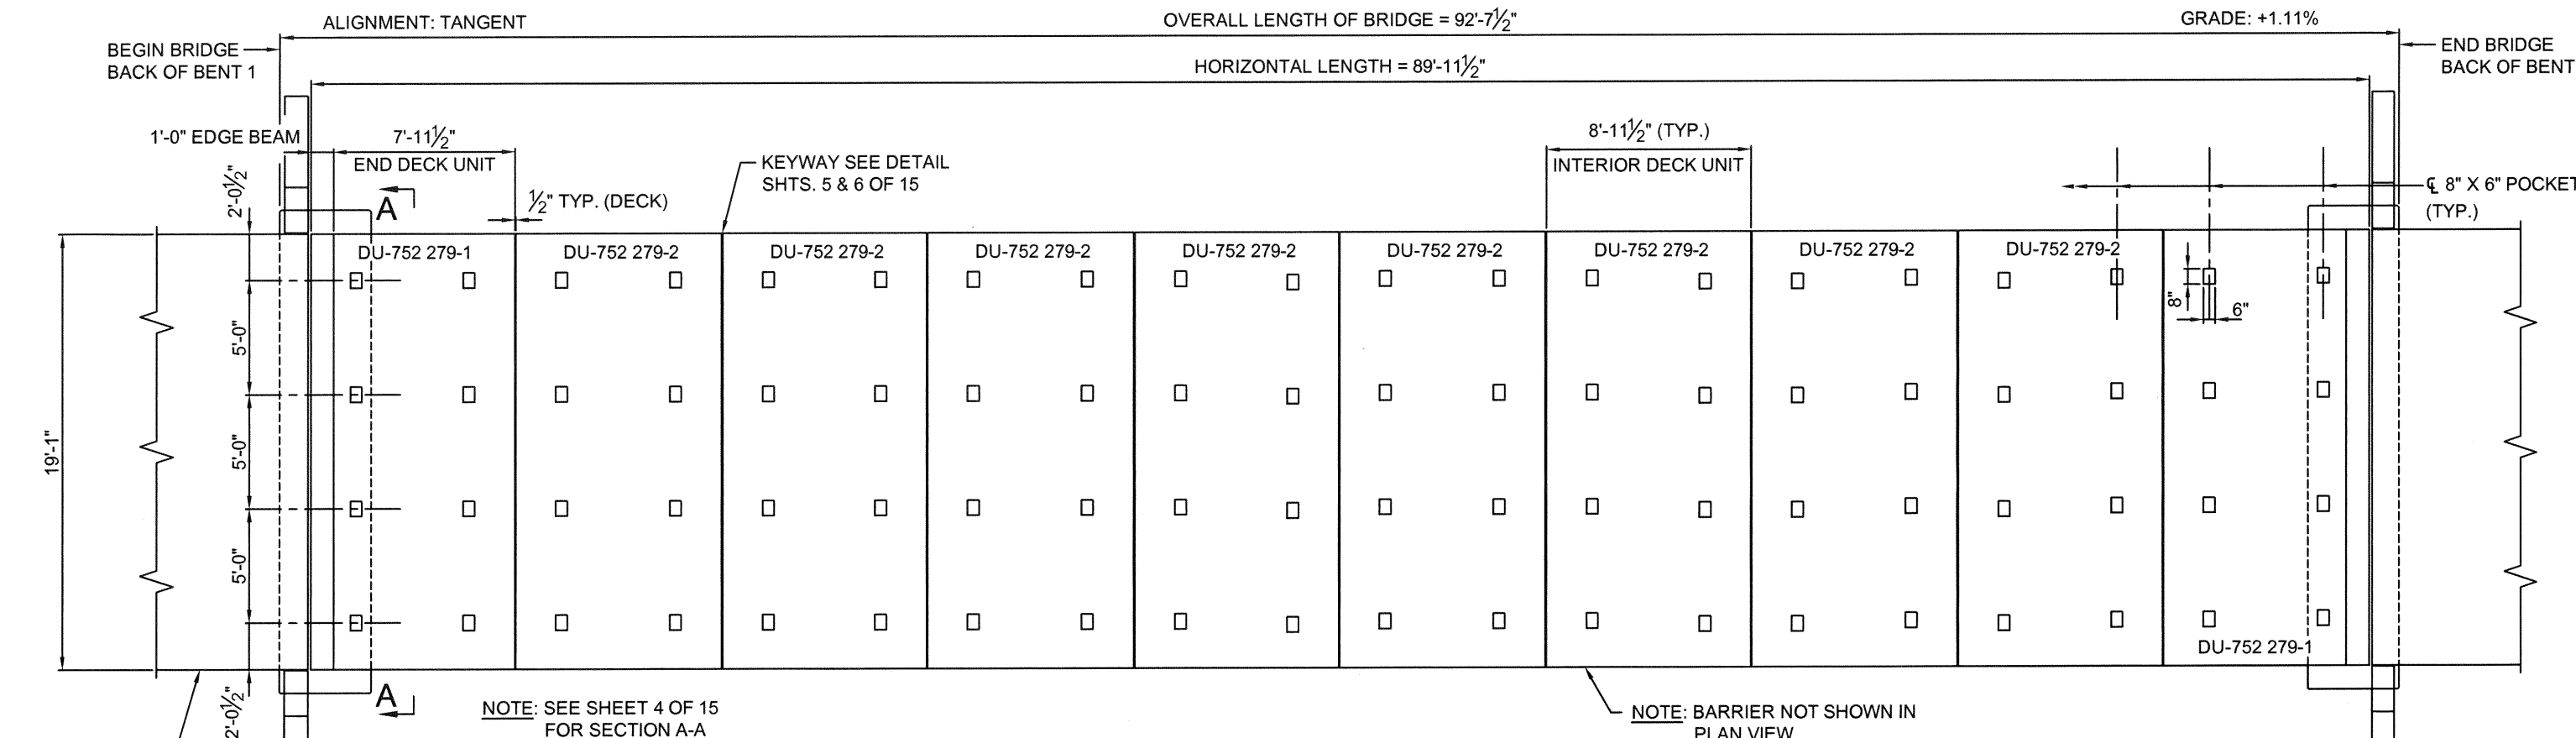 ALIGNMENT: TANGENT
OVERALL LENGTH OF BRIDGE = 92'-7½"
GRADE: +1.11%
BEGIN BRIDGE
BACK OF BENT 1
END BRIDGE
BACK OF BENT
HORIZONTAL LENGTH = 89'-11½"
1'-0" EDGE BEAM
7'-11½"
END DECK UNIT
KEYWAY SEE DETAIL
SHTS. 5 & 6 OF 15
8'-11½" (TYP.)
INTERIOR DECK UNIT
℄ 8" X 6" POCKET
(TYP.)
2'-0½"
A
½" TYP. (DECK)
DU-752 279-1
DU-752 279-2
DU-752 279-2
DU-752 279-2
DU-752 279-2
DU-752 279-2
DU-752 279-2
DU-752 279-2
DU-752 279-2
8"
6"
5'-0"
5'-0"
5'-0"
19'-1"
DU-752 279-1
2'-0½"
A
NOTE: SEE SHEET 4 OF 15
FOR SECTION A-A
NOTE: BARRIER NOT SHOWN IN
PLAN VIEW